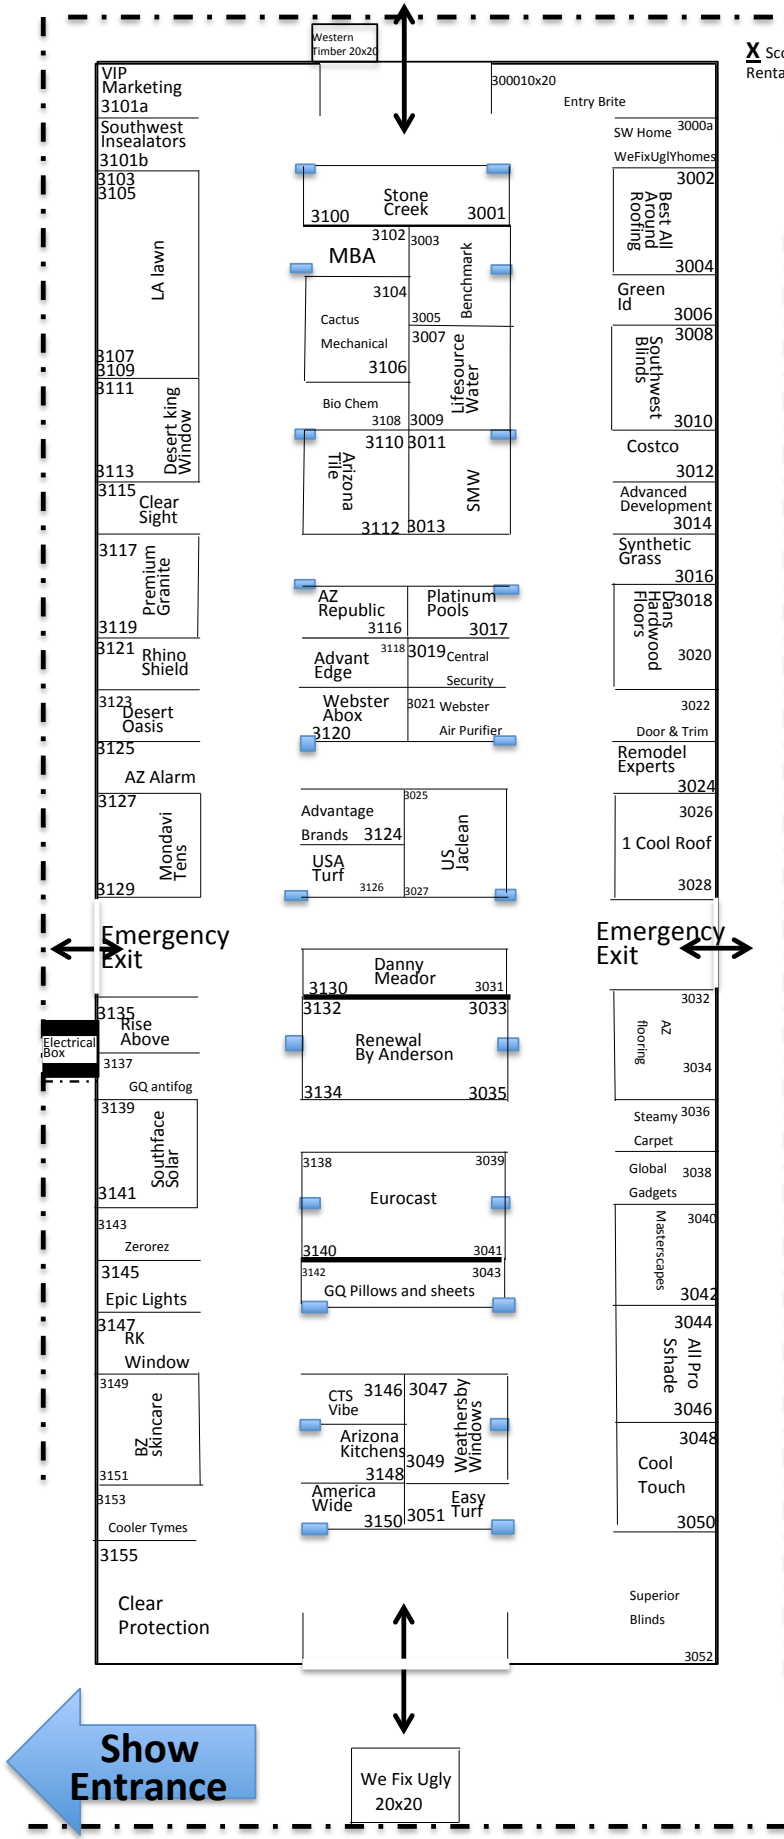 Western
Timber 20x20
X Sco
Renta
VIP
Marketing
3101a
Southwest
Insealators
3101b
3103
3105
LA lawn
3107
3109
3111
Desert king
Window
3113
3115
Clear
Sight
3117
Premium
Granite
3119
3121
Rhino
Shield
3123
Desert
Oasis
3125
AZ Alarm
3127
Mondavi
Tens
3129
Emergency
Exit
3135
Rise
Above
Electrical
Box
3137
GQ antifog
3139
Southface
Solar
3141
3143
Zerorez
3145
Epic Lights
3147
RK
Window
3149
BZ
skincare
3151
3153
Cooler Tymes
3155
Clear
Protection
Stone
Creek
3100 3001
3102 3003
MBA
Benchmark
3104
Cactus
Mechanical
3005
3007
3106
Lifesource
Water
Bio Chem
3108 3009
3110 3011
Arizona
Tile
SMW
3112 3013
AZ
Republic
3116
Platinum
Pools
3017
3118 3019 Central
Security
Advant
Edge
Webster
Abox
3120
3021 Webster
Air Purifier
3025
Advantage
Brands 3124
US
Jaclean
USA
Turf
3126 3027
Danny
Meador
3130 3031
3132 3033
Renewal
By Anderson
3134 3035
3138 3039
Eurocast
3140 3041
3142 3043
GQ Pillows and sheets
3146 3047
CTS
Vibe
Weathersby
Windows
Arizona
Kitchens
3148
3049
America
Wide
3150 3051
Easy
Turf
300010x20
Entry Brite
SW Home 3000a
WeFixUglYhomes
3002
Best All
Around
Roofing
3004
Green
Id
3006
3008
Southwest
Blinds
3010
Costco
3012
Advanced
Development
3014
Synthetic
Grass
3016
3018
Dans
Hardwood
Floors
3020
3022
Door & Trim
Remodel
Experts
3024
3026
1 Cool Roof
3028
Emergency
Exit
3032
AZ
flooring
3034
Steamy 3036
Carpet
Global
3038
Gadgets
3040
Masterscapes
3042
3044
All Pro
Sshade
3046
3048
Cool
Touch
3050
Superior
Blinds
3052
Show
Entrance
We Fix Ugly
20x20